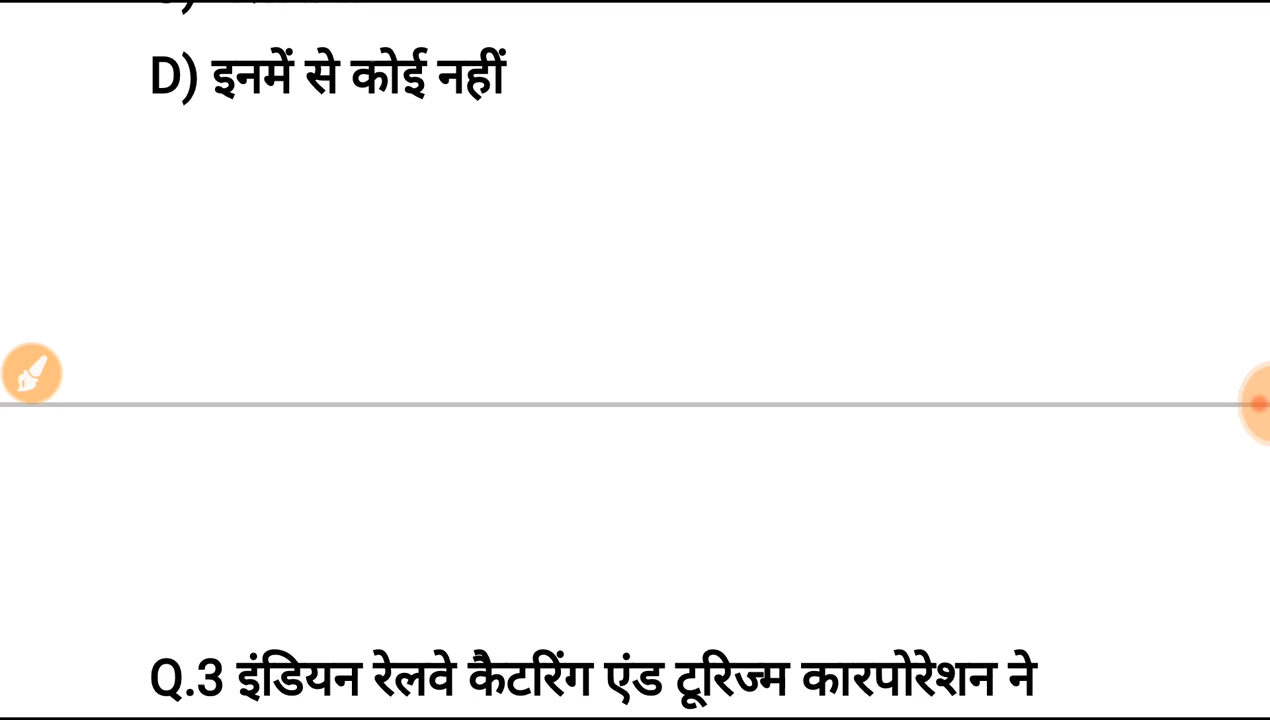 D) इनमें से कोई नहीं
Q.3 इंडियन रेलवे कैटरिंग एंड टूरिज्म कारपोरेशन ने